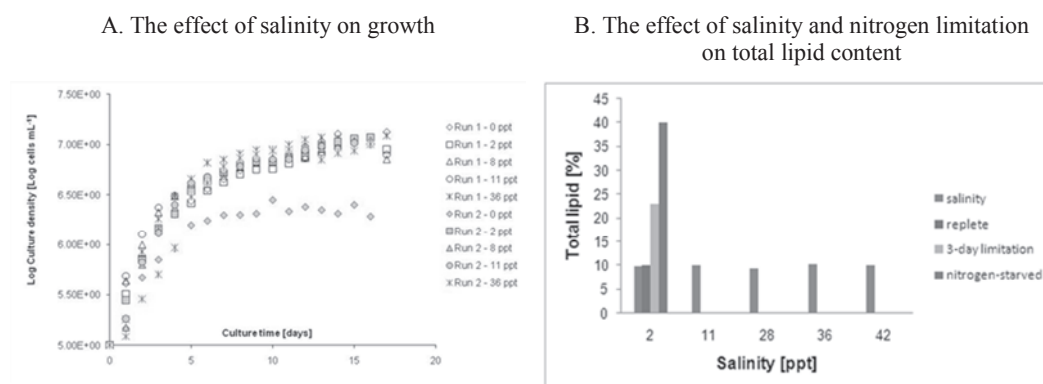 A. The effect of salinity on growth
B. The effect of salinity and nitrogen limitation
on total lipid content
Log Culture density [Log cells mL⁻¹]
7.50E+00
7.00E+00
6.50E+00
6.00E+00
5.50E+00
5.00E+00
0
5
10
15
20
Culture time [days]
Run 1 - 0 ppt
Run 1 - 2 ppt
Run 1 - 8 ppt
Run 1 - 11 ppt
Run 1 - 36 ppt
Run 2 - 0 ppt
Run 2 - 2 ppt
Run 2 - 8 ppt
Run 2 - 11 ppt
Run 2 - 36 ppt
Total lipid [%]
45
40
35
30
25
20
15
10
5
0
2
11
28
36
42
Salinity [ppt]
salinity
replete
3-day limitation
nitrogen-starved